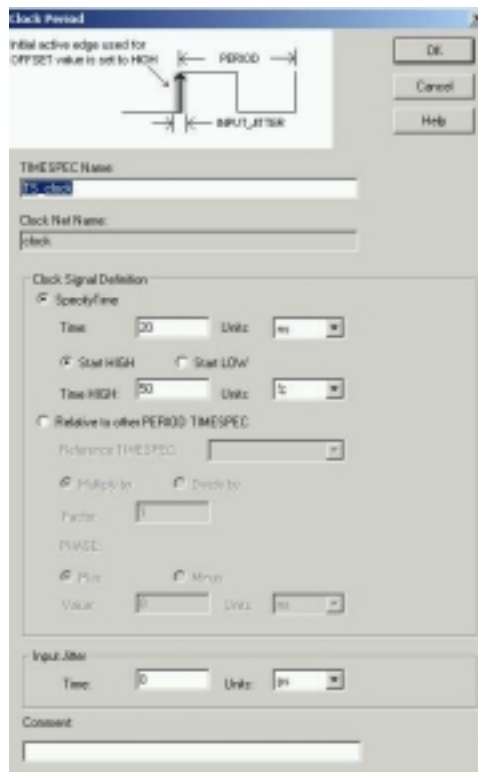 Clock Period
Initial active edge used for
OFFSET value is set to HIGH
PERIOD
INPUT_JITTER
OK
Cancel
Help
TIMESPEC Name:
TS_clock
Clock Net Name:
clock
Clock Signal Definition
Specify Time
Time: 20 Units: ns
Start HIGH Start LOW
Time HIGH: 50 Units: %
Relative to other PERIOD TIMESPEC
Reference TIMESPEC:
Multiply by Divide by
Factor: 1
PHASE:
Plus Minus
Value: 0 Units: ns
Input Jitter
Time: 0 Units: ps
Comment: